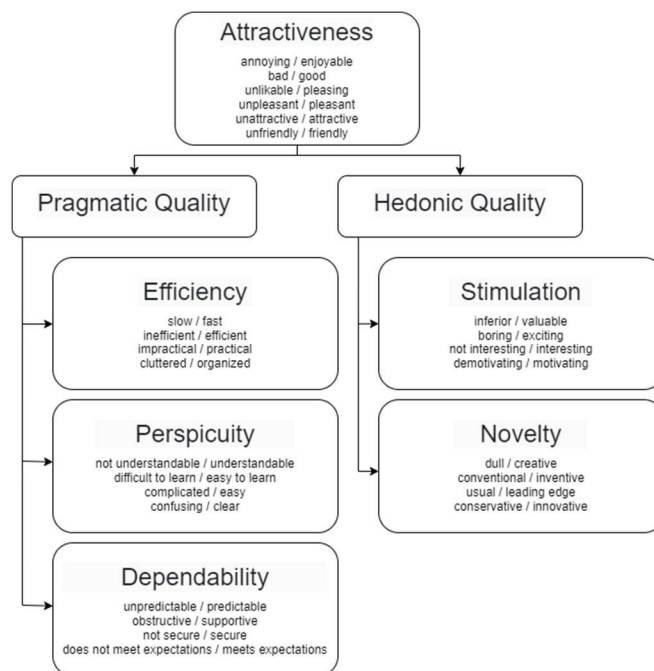 Attractiveness
annoying / enjoyable
bad / good
unlikable / pleasing
unpleasant / pleasant
unattractive / attractive
unfriendly / friendly
Pragmatic Quality
Hedonic Quality
Efficiency
slow / fast
inefficient / efficient
impractical / practical
cluttered / organized
Stimulation
inferior / valuable
boring / exciting
not interesting / interesting
demotivating / motivating
Perspicuity
not understandable / understandable
difficult to learn / easy to learn
complicated / easy
confusing / clear
Novelty
dull / creative
conventional / inventive
usual / leading edge
conservative / innovative
Dependability
unpredictable / predictable
obstructive / supportive
not secure / secure
does not meet expectations / meets expectations